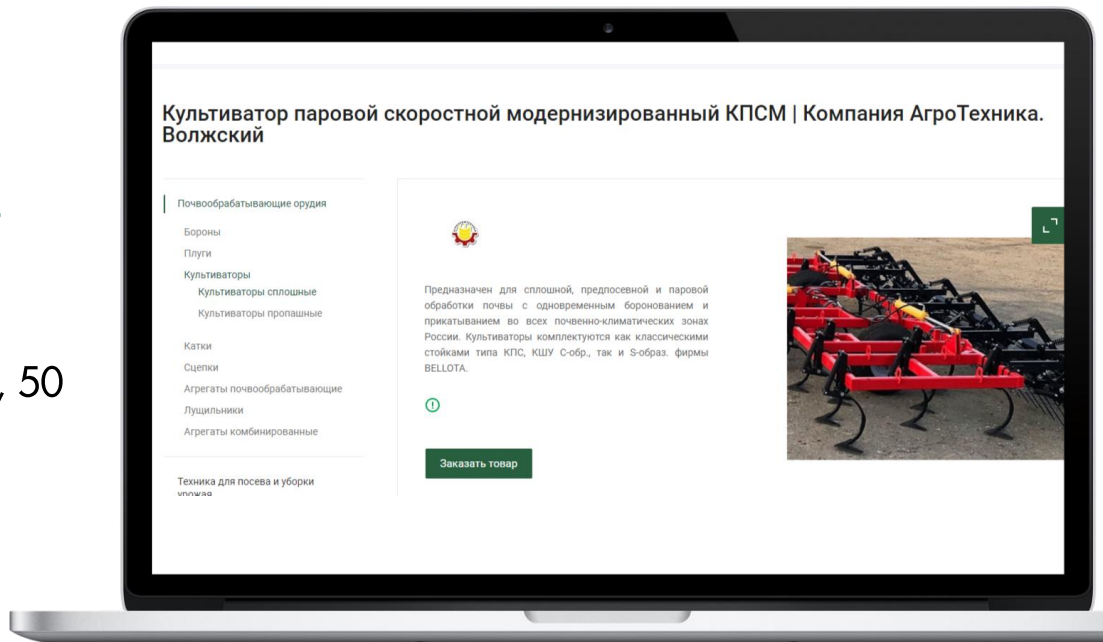 Культиватор паровой скоростной модернизированный КПСМ | Компания АгроТехника.
Волжский
Почвообрабатывающие орудия
Бороны
Плуги
Культиваторы
Культиваторы сплошные
Культиваторы пропашные
Катки
Сцепки
Агрегаты почвообрабатывающие
Лущильники
Агрегаты комбинированные
Техника для посева и уборки
урожая
Предназначен для сплошной, предпосевной и паровой
обработки почвы с одновременным боронованием и
прикатыванием во всех почвенно-климатических зонах
России. Культиваторы комплектуются как классическими
стойками типа КПС, КШУ С-обр., так и S-образ. фирмы
BELLOTA.
Заказать товар
, 50